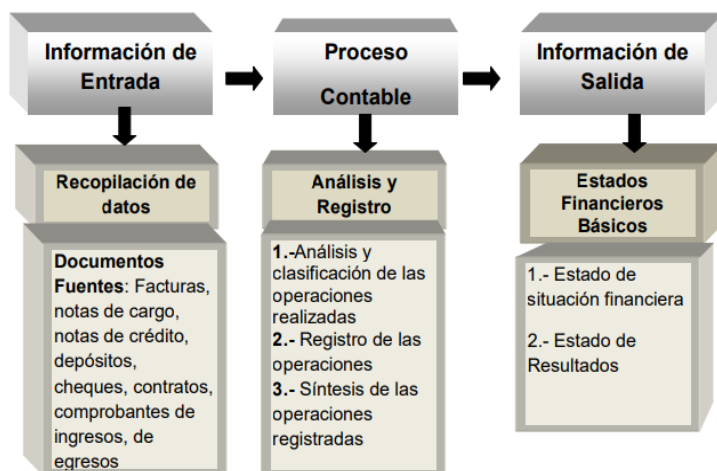 Información de
Entrada
Proceso
Contable
Información de
Salida
Recopilación de
datos
Análisis y
Registro
Estados
Financieros
Básicos
Documentos
Fuentes: Facturas,
notas de cargo,
notas de crédito,
depósitos,
cheques, contratos,
comprobantes de
ingresos, de
egresos
1.-Análisis y
clasificación de las
operaciones
realizadas
2.- Registro de las
operaciones
3.- Síntesis de las
operaciones
registradas
1.- Estado de
situación financiera
2.- Estado de
Resultados